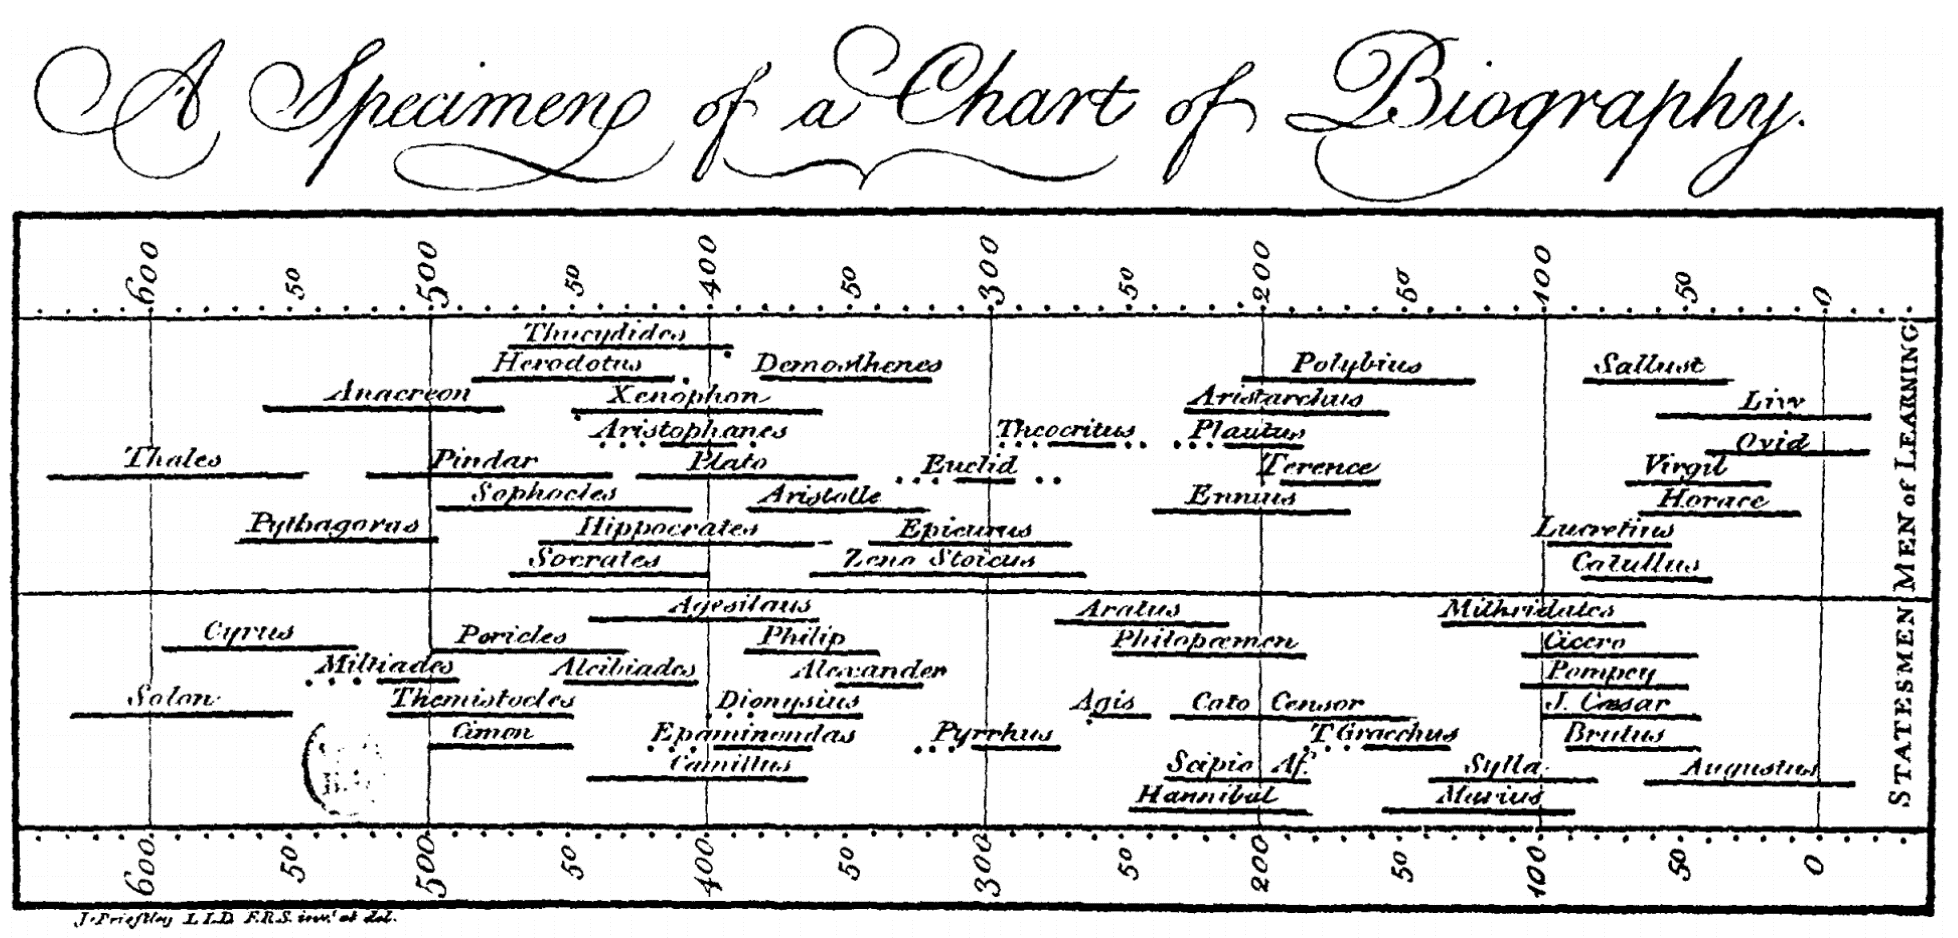 A Specimen of a Chart of Biography.
600 50 500 50 400 50 300 50 200 50 100 50 0
Thucydides
Herodotus Demosthenes Polybius Sallust
Anacreon Xenophon Aristarchus Livy
Aristophanes Theocritus Plautus Ovid
Thales Pindar Plato Euclid Terence Virgil
Sophocles Aristotle Ennius Horace
Pythagoras Hippocrates Epicurus Lucretius
Socrates Zeno Stoicus Catullus
MEN of LEARNING
Agesilaus Aratus Mithridates
Cyrus Pericles Philip Philopœmen Cicero
Miltiades Alcibiades Alexander Pompey
Solon Themistocles Dionysius Agis Cato Censor J. Cæsar
Cimon Epaminondas Pyrrhus T Gracchus Brutus
Camillus Scipio Af. Sylla Augustus
Hannibal Marius
STATESMEN
600 50 500 50 400 50 300 50 200 50 100 50 0
J. Priestley L.L.D. F.R.S. inv.t et del.